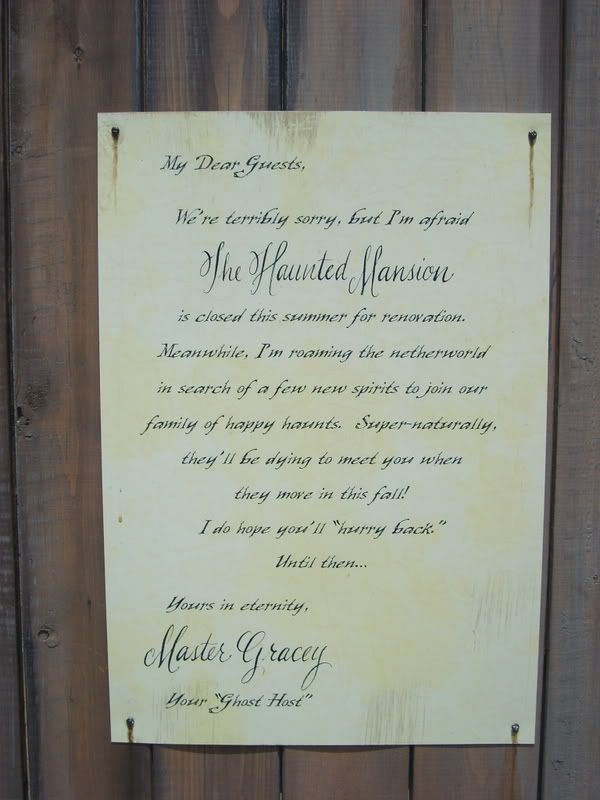 My Dear Guests,
We're terribly sorry, but I'm afraid
The Haunted Mansion
is closed this summer for renovation.
Meanwhile, I'm roaming the netherworld
in search of a few new spirits to join our
family of happy haunts. Super-naturally,
they'll be dying to meet you when
they move in this fall!
I do hope you'll "hurry back."
Until then...
Yours in eternity,
Master Gracey
Your "Ghost Host"